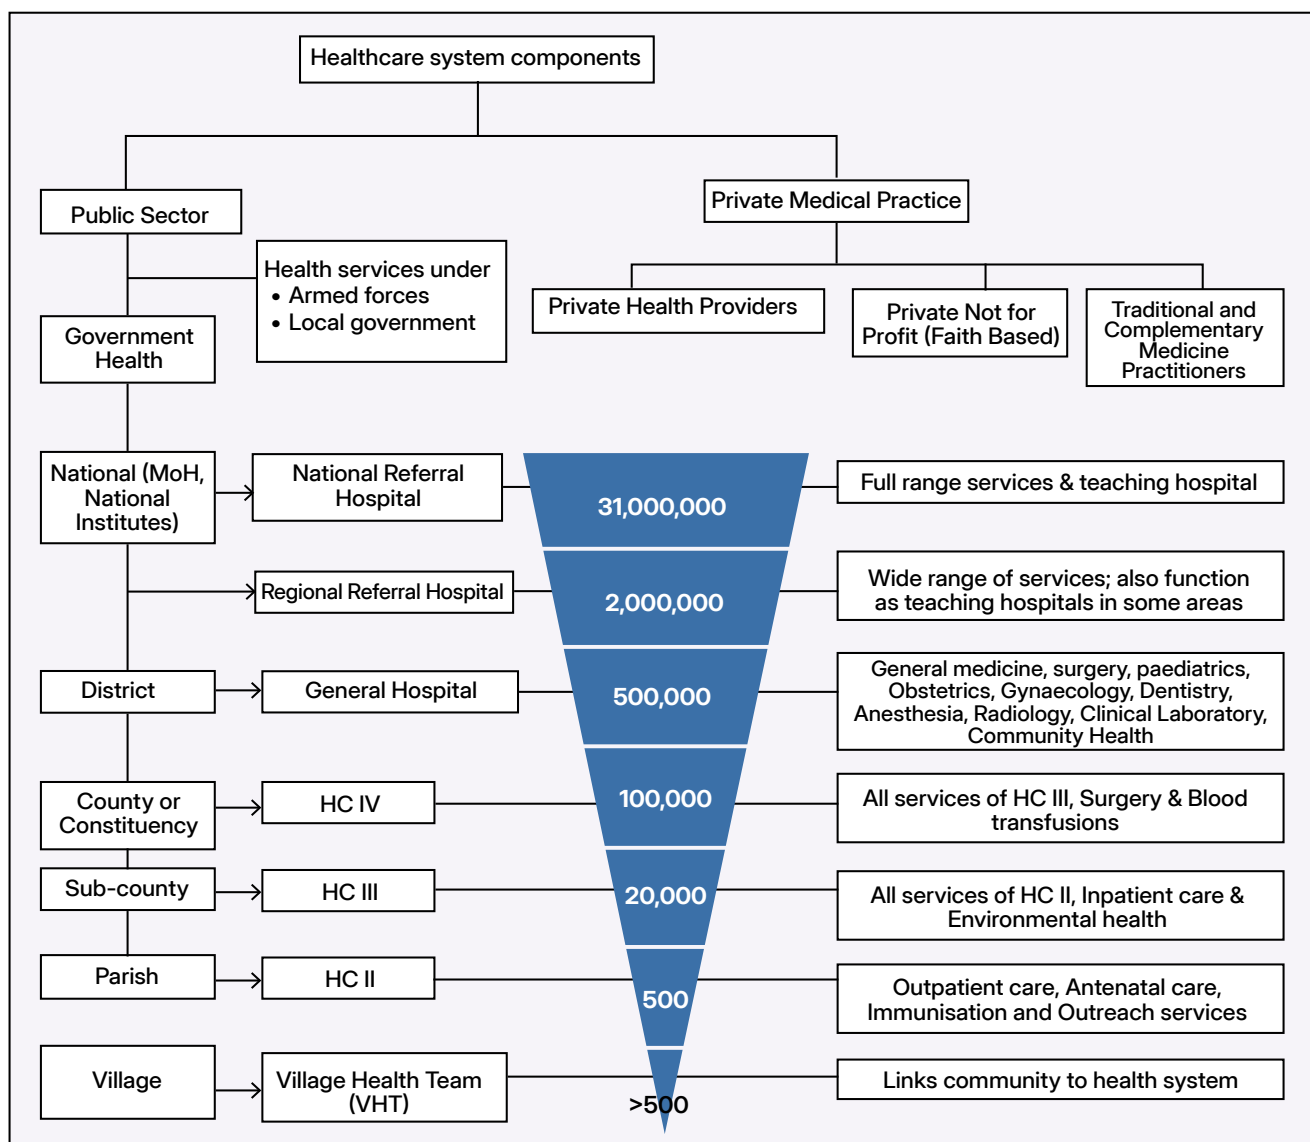 Healthcare system components
Public Sector
Private Medical Practice
Health services under
• Armed forces
• Local government
Government
Health
Private Health Providers
Private Not for
Profit (Faith Based)
Traditional and
Complementary
Medicine
Practitioners
National (MoH,
National
Institutes)
National Referral
Hospital
31,000,000
Full range services & teaching hospital
Regional Referral Hospital
2,000,000
Wide range of services; also function
as teaching hospitals in some areas
District
General Hospital
500,000
General medicine, surgery, paediatrics,
Obstetrics, Gynaecology, Dentistry,
Anesthesia, Radiology, Clinical Laboratory,
Community Health
County or
Constituency
HC IV
100,000
All services of HC III, Surgery & Blood
transfusions
Sub-county
HC III
20,000
All services of HC II, Inpatient care &
Environmental health
Parish
HC II
500
Outpatient care, Antenatal care,
Immunisation and Outreach services
Village
Village Health Team
(VHT)
>500
Links community to health system